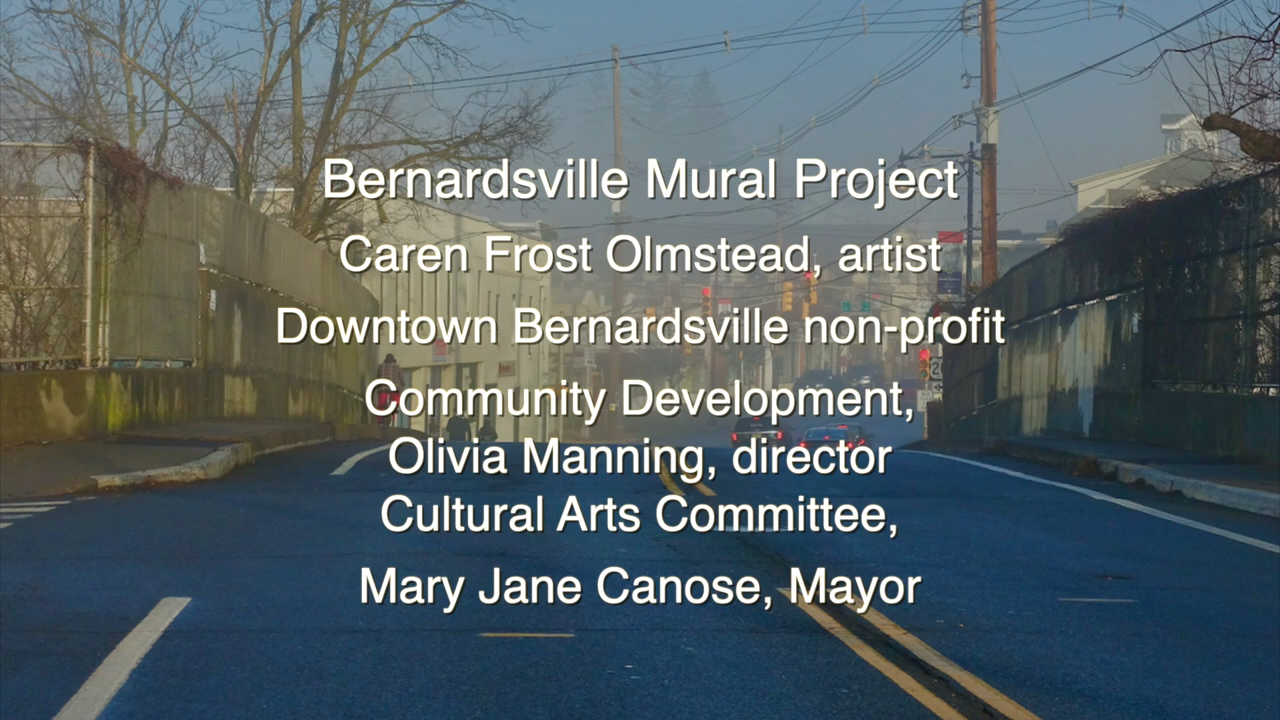 Bernardsville Mural Project
Caren Frost Olmstead, artist
Downtown Bernardsville non-profit
Community Development,
Olivia Manning, director
Cultural Arts Committee,
Mary Jane Canose, Mayor